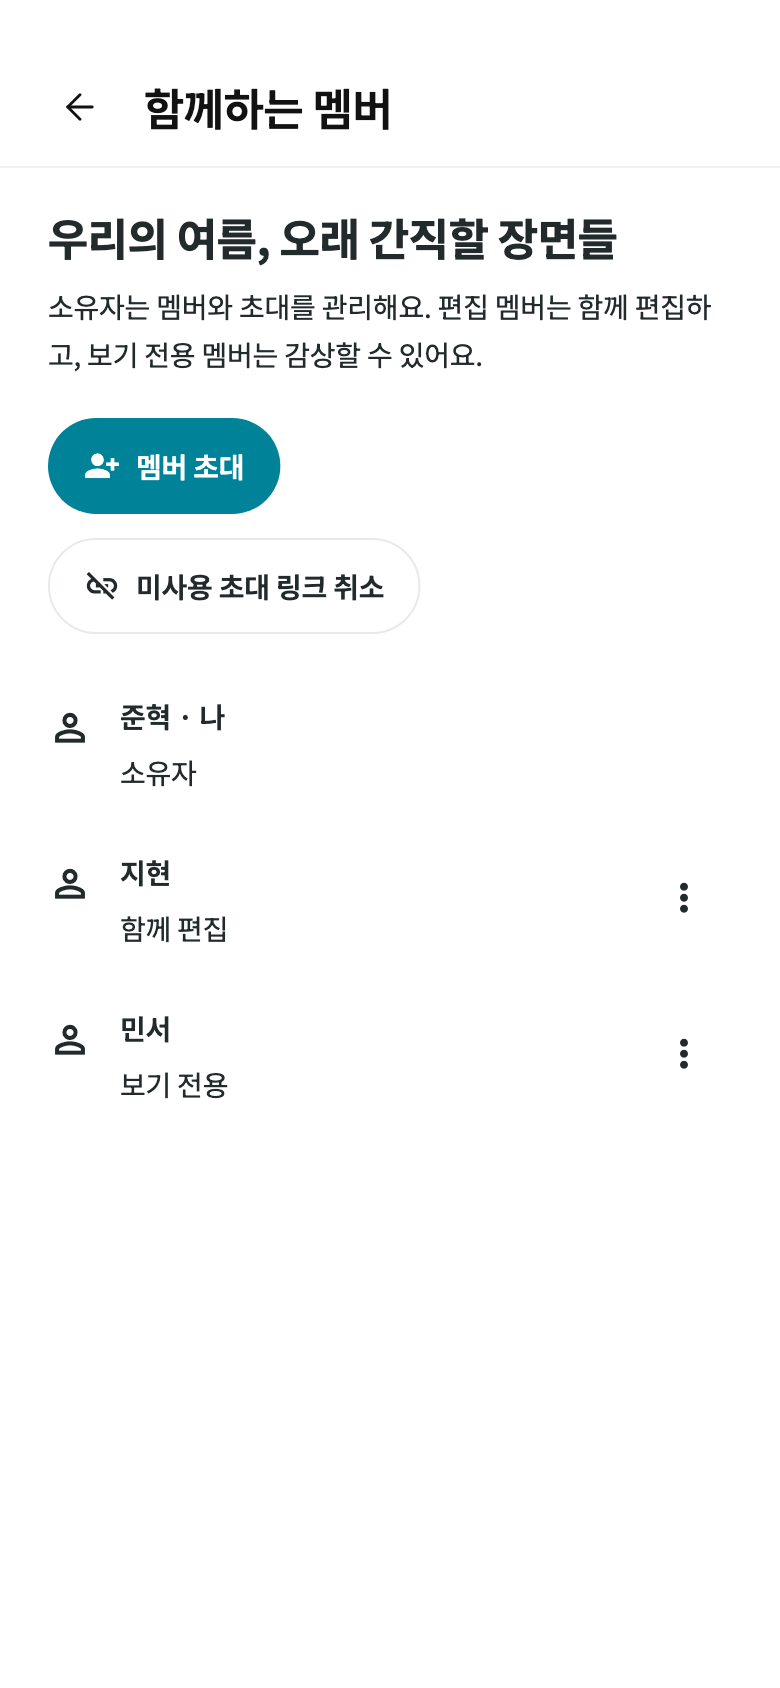 함께하는 멤버
우리의 여름, 오래 간직할 장면들
소유자는 멤버와 초대를 관리해요. 편집 멤버는 함께 편집하
고, 보기 전용 멤버는 감상할 수 있어요.
멤버 초대
미사용 초대 링크 취소
준혁 · 나
소유자
지현
함께 편집
민서
보기 전용